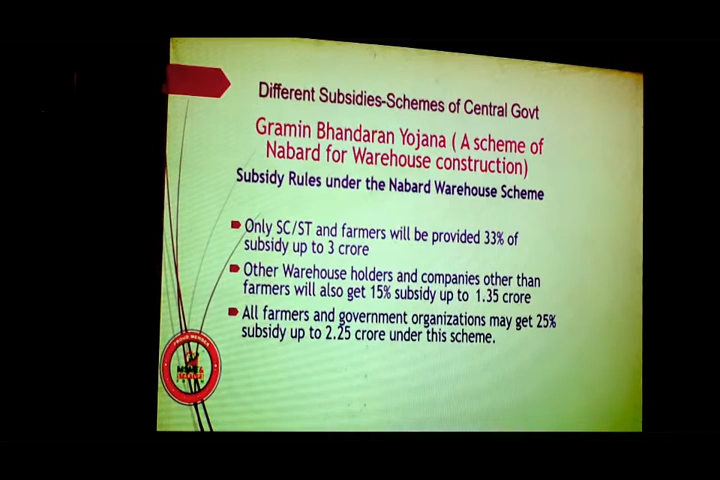 Different Subsidies-Schemes of Central Govt
Gramin Bhandaran Yojana ( A scheme of
Nabard for Warehouse construction)
Subsidy Rules under the Nabard Warehouse Scheme
Only SC/ST and farmers will be provided 33% of
subsidy up to 3 crore
Other Warehouse holders and companies other than
farmers will also get 15% subsidy up to 1.35 crore
All farmers and government organizations may get 25%
subsidy up to 2.25 crore under this scheme.
PROUD MEMBER